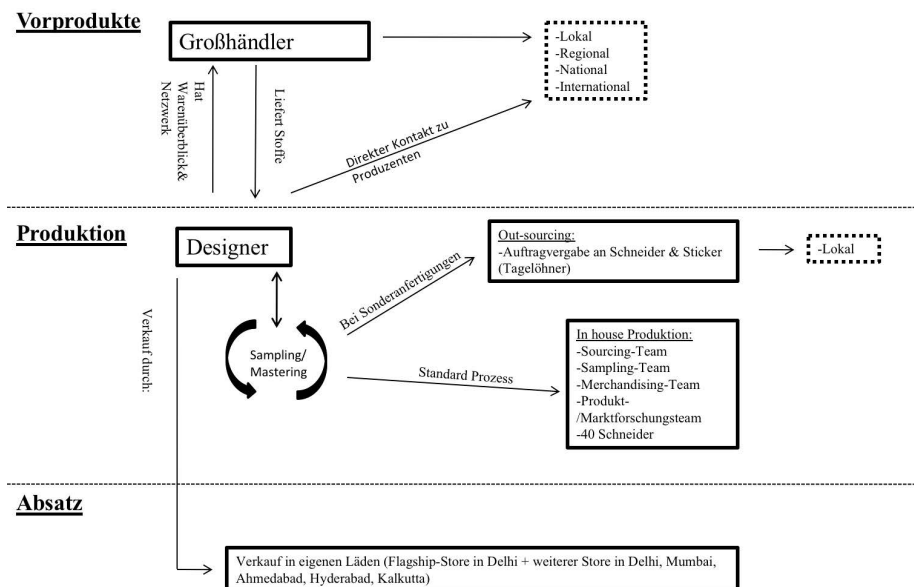 Vorprodukte
Großhändler
-Lokal
-Regional
-National
-International
Hat
Warenüberblick&
Netzwerk
Liefert Stoffe
Direkter Kontakt zu
Produzenten
Produktion
Designer
Out-sourcing:
-Auftragvergabe an Schneider & Sticker
(Tagelöhner)
-Lokal
Bei Sonderanfertigungen
Verkauf durch:
Sampling/
Mastering
Standard Prozess
In house Produktion:
-Sourcing-Team
-Sampling-Team
-Merchandising-Team
-Produkt-
/Marktforschungsteam
-40 Schneider
Absatz
Verkauf in eigenen Läden (Flagship-Store in Delhi + weiterer Store in Delhi, Mumbai,
Ahmedabad, Hyderabad, Kalkutta)